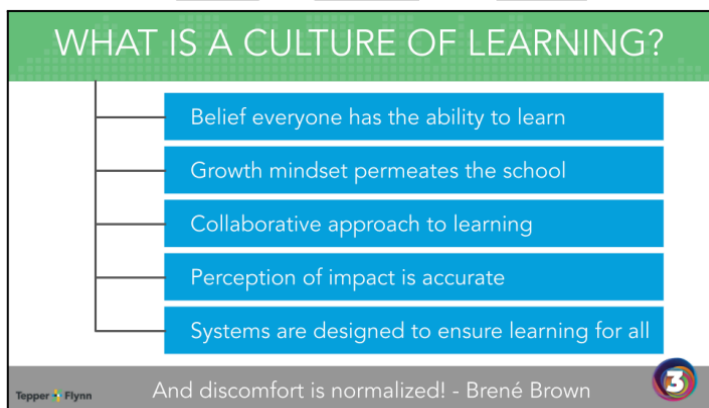 WHAT IS A CULTURE OF LEARNING?
Belief everyone has the ability to learn
Growth mindset permeates the school
Collaborative approach to learning
Perception of impact is accurate
Systems are designed to ensure learning for all
Tepper Flynn
And discomfort is normalized! - Brené Brown
3